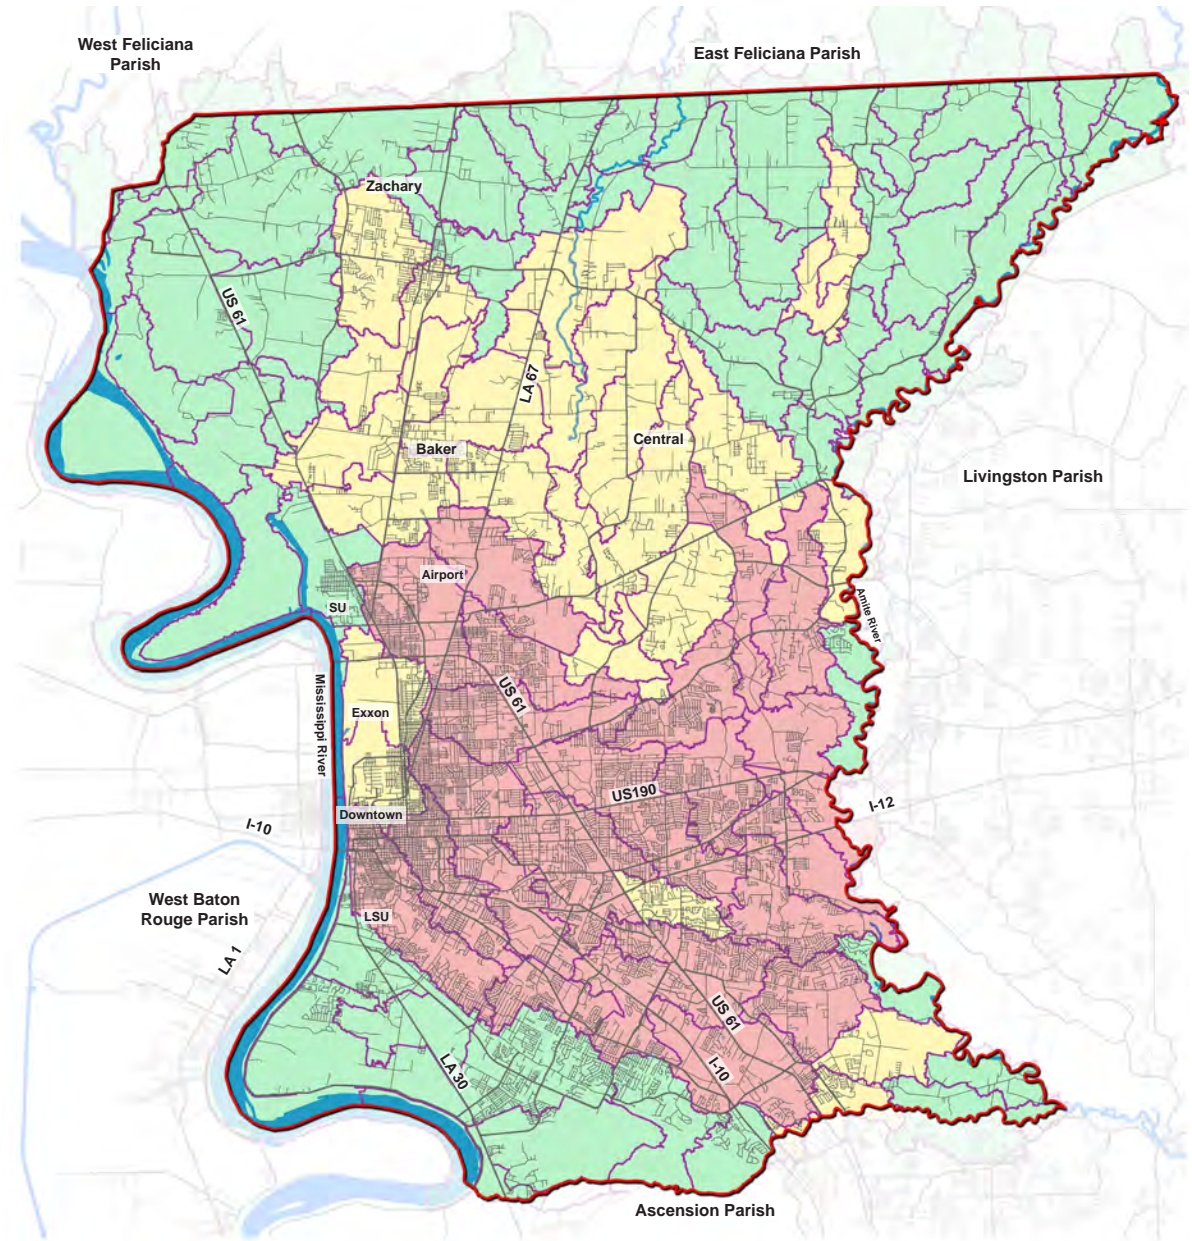 West Feliciana
Parish
East Feliciana Parish
Zachary
US 61
LA 67
Baker
Central
Livingston Parish
Airport
SU
Amite River
Mississippi River
US 61
Exxon
US190
I-12
Downtown
I-10
West Baton
Rouge Parish
LSU
LA 1
US 61
I-10
LA 30
Ascension Parish